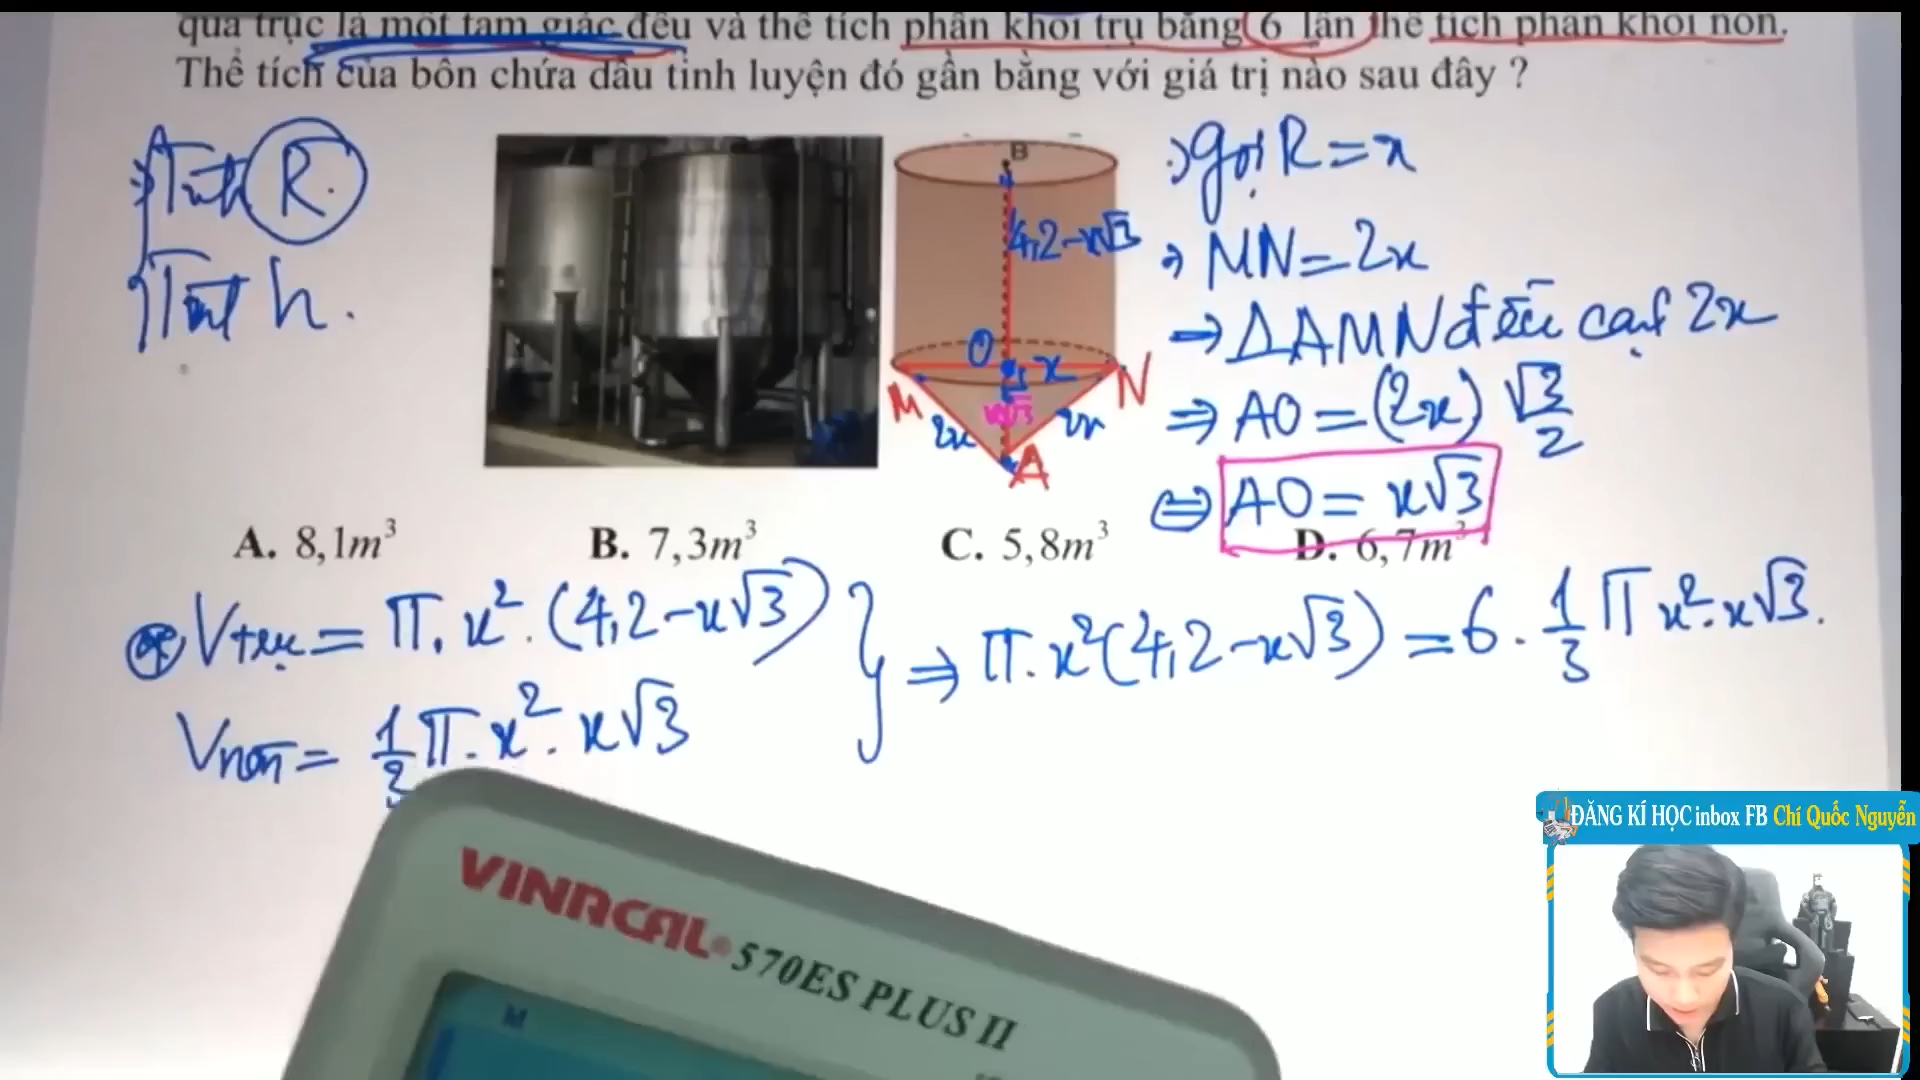 qua trục là một tam giác đều và thể tích phần khối trụ bằng 6 lần thể tích phần khối nón.
Thể tích của bồn chứa dầu tinh luyện đó gần bằng với giá trị nào sau đây ?
Tính R.
Tính h.
B
4,2-x√3
O
x
M
N
x√3
2x
2x
A
Gọi R = x
⇒ MN = 2x
⇒ ΔAMN đều cạnh 2x
⇒ AO = (2x) √3/2
⇔ AO = x√3
A. 8,1m³
B. 7,3m³
C. 5,8m³
D. 6,7m³
Vtrụ = π.x².(4,2-x√3)
Vnón = 1/3 π.x².x√3
} ⇒ π.x²(4,2-x√3) = 6.1/3 π x².x√3.
VINACAL® 570ES PLUS II
M
ĐĂNG KÍ HỌC inbox FB Chí Quốc Nguyễn